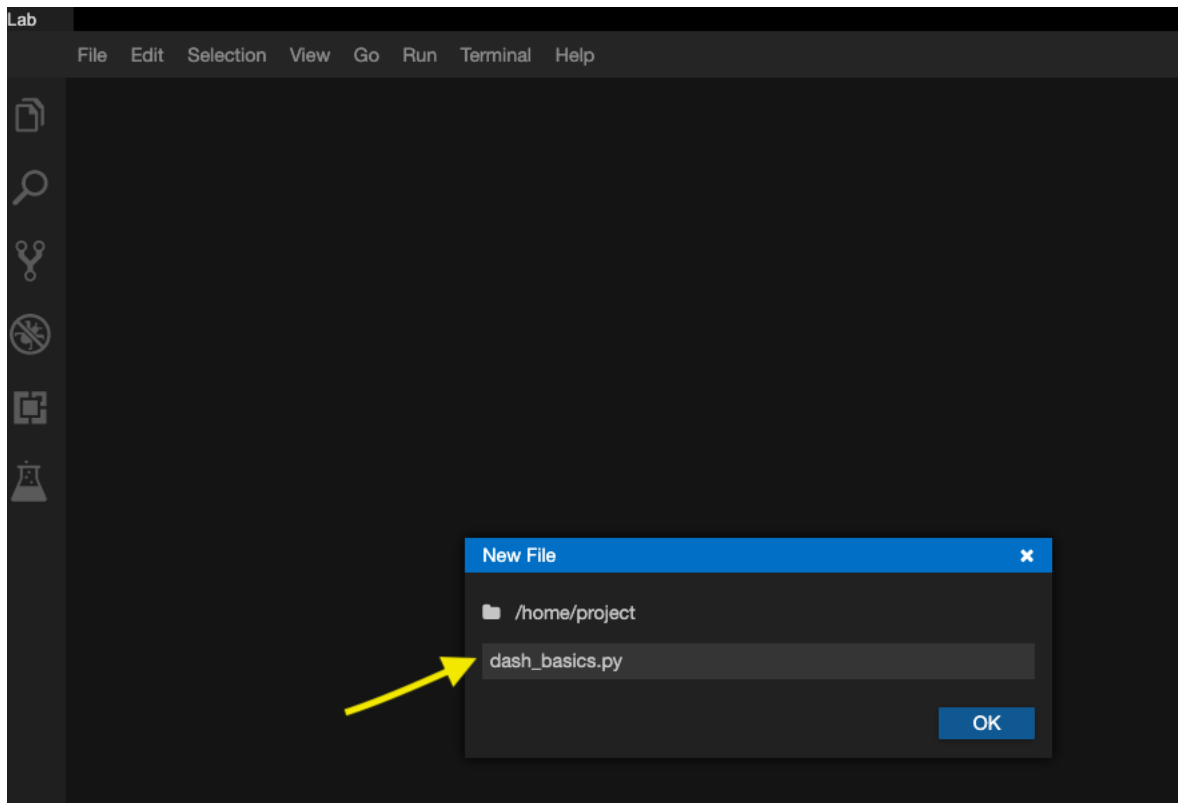 Lab
File Edit Selection View Go Run Terminal Help
New File
/home/project
dash_basics.py
OK